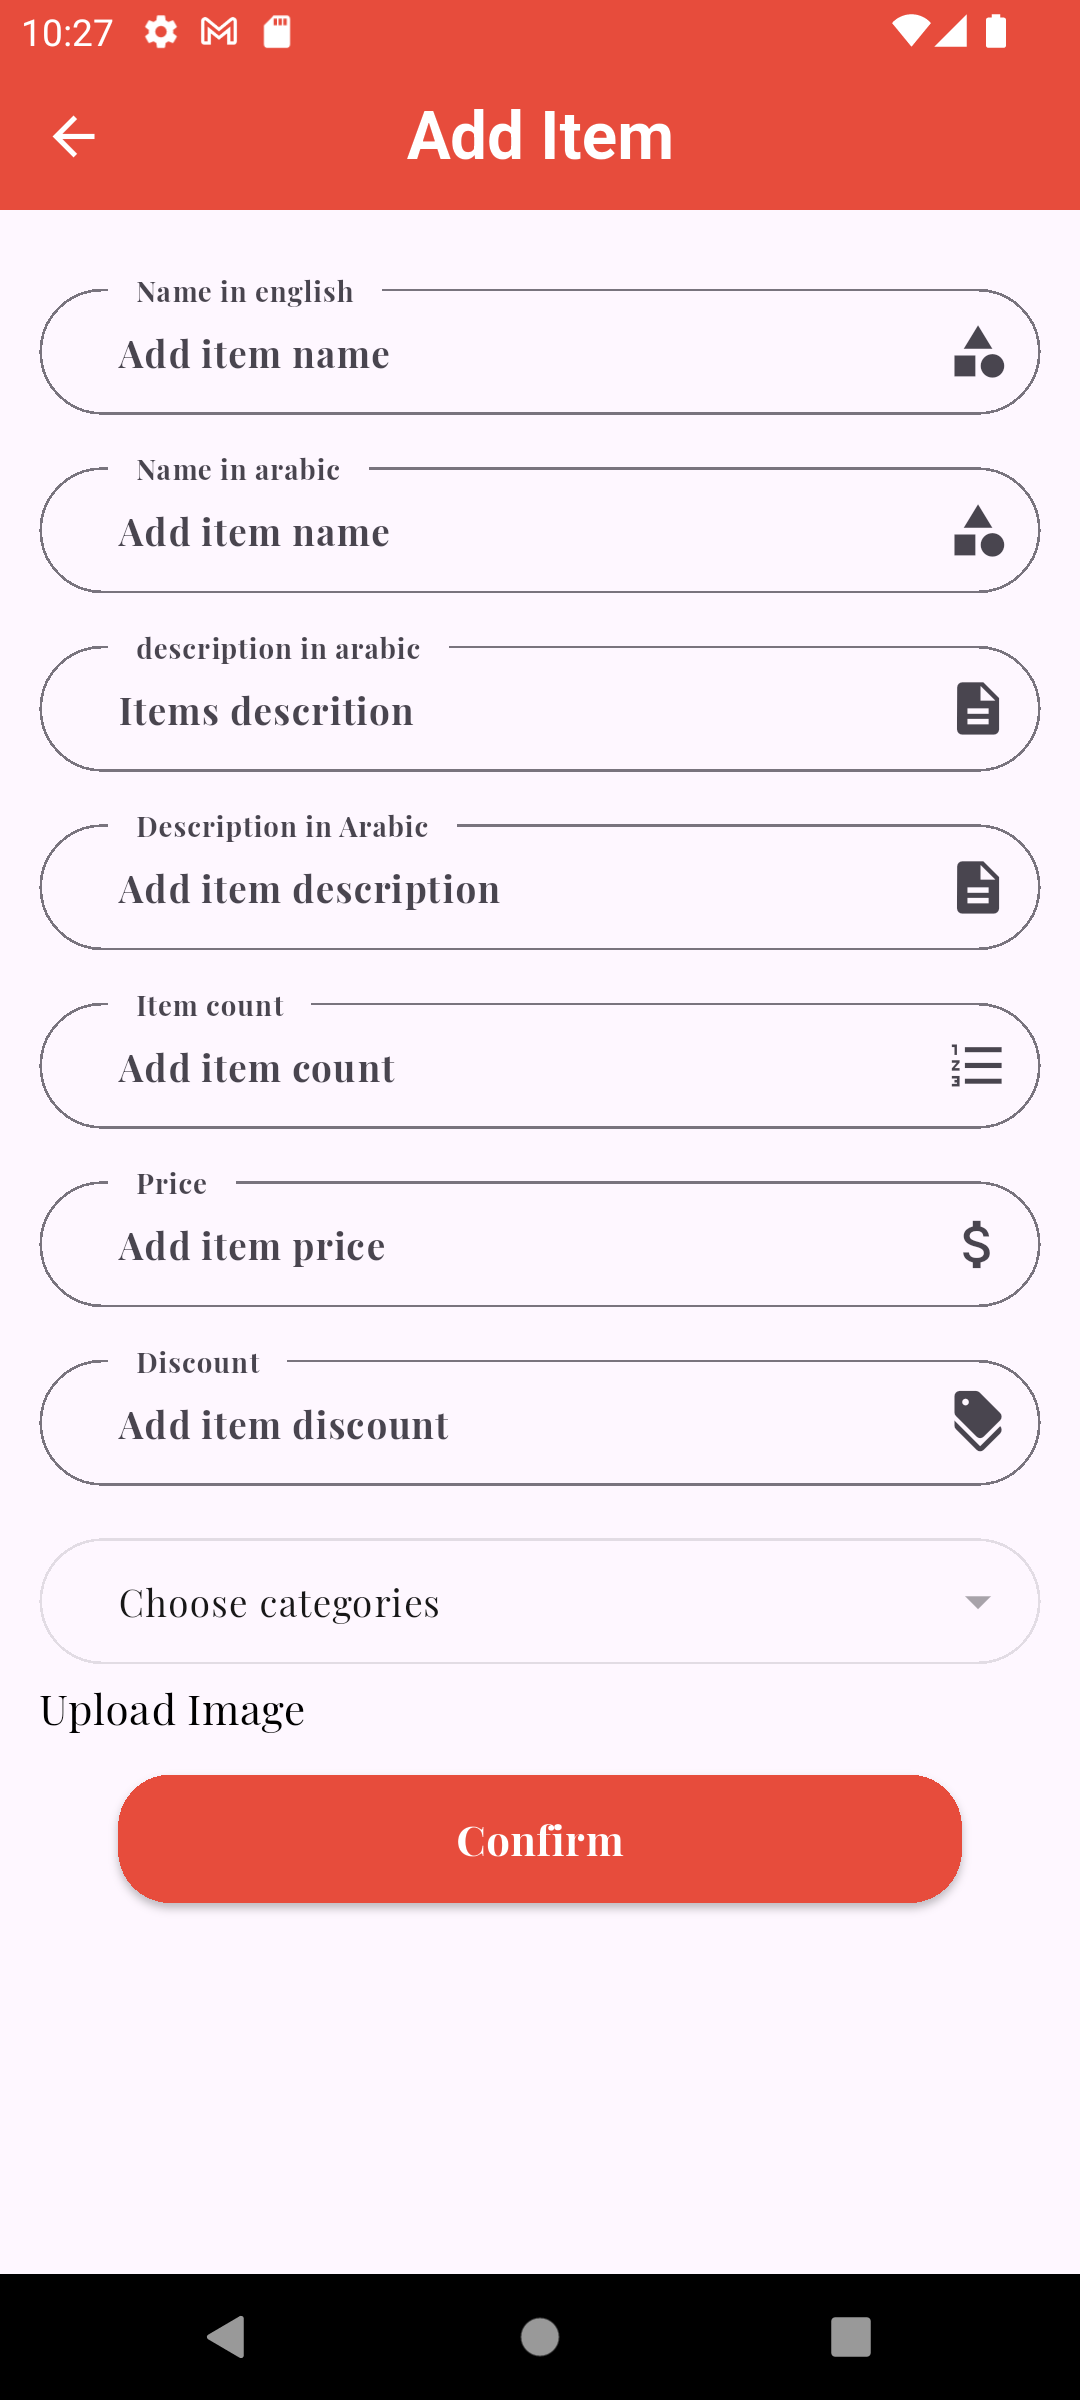 10:27
Add Item
Name in english
Add item name
Name in arabic
Add item name
description in arabic
Items descrition
Description in Arabic
Add item description
Item count
Add item count
Price
Add item price
Discount
Add item discount
Choose categories
Upload Image
Confirm